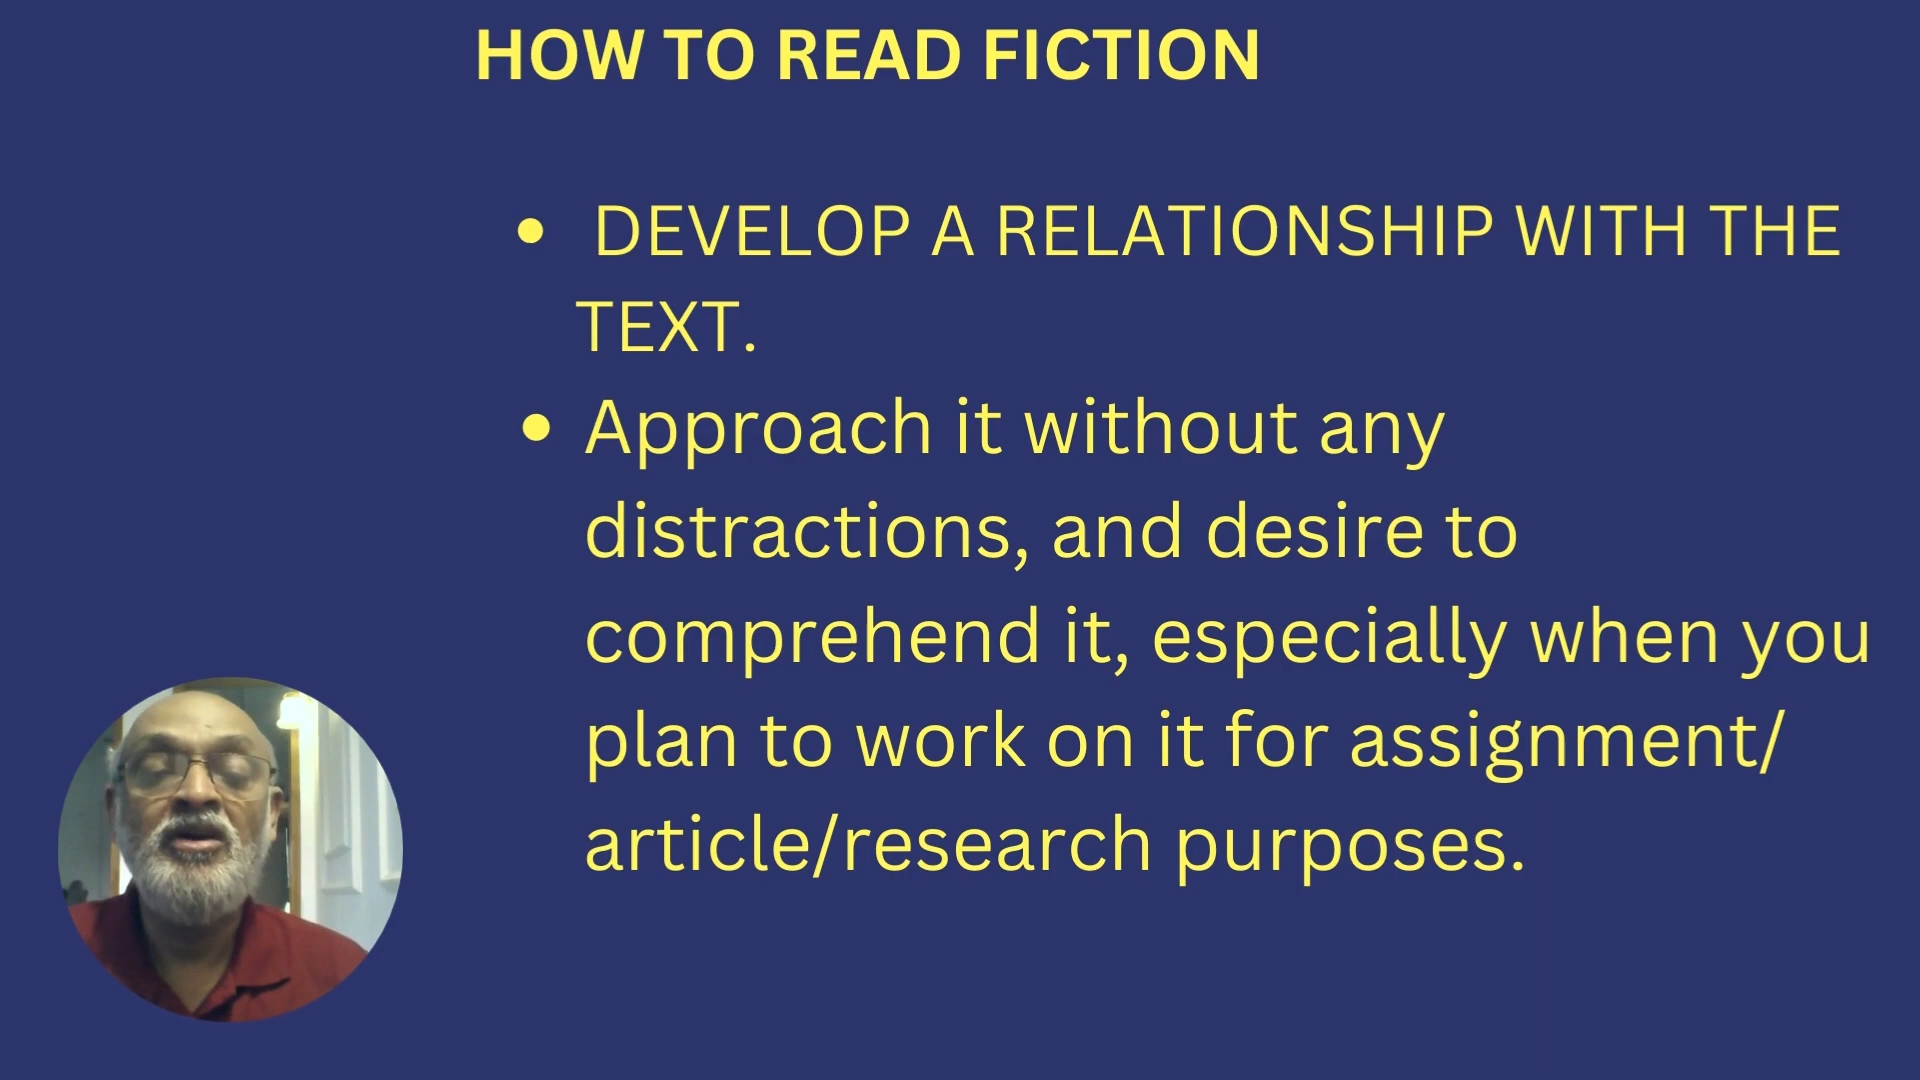 HOW TO READ FICTION
DEVELOP A RELATIONSHIP WITH THE
TEXT.
Approach it without any
distractions, and desire to
comprehend it, especially when you
plan to work on it for assignment/
article/research purposes.